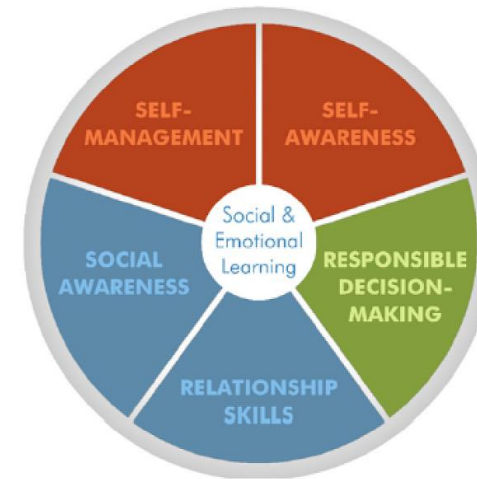 SELF-
MANAGEMENT
SELF-
AWARENESS
Social &
Emotional
Learning
SOCIAL
AWARENESS
RESPONSIBLE
DECISION-
MAKING
RELATIONSHIP
SKILLS